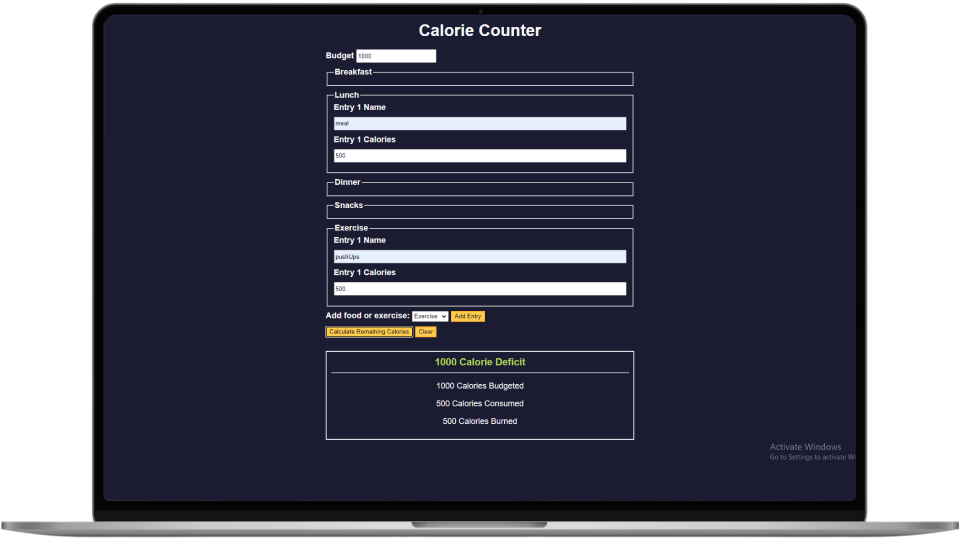 Calorie Counter
Budget 1000
Breakfast
Lunch
Entry 1 Name
meal
Entry 1 Calories
500
Dinner
Snacks
Exercise
Entry 1 Name
pushUps
Entry 1 Calories
500
Add food or exercise: Exercise Add Entry
Calculate Remaining Calories Clear
1000 Calorie Deficit
1000 Calories Budgeted
500 Calories Consumed
500 Calories Burned
Activate Windows
Go to Settings to activate Wi